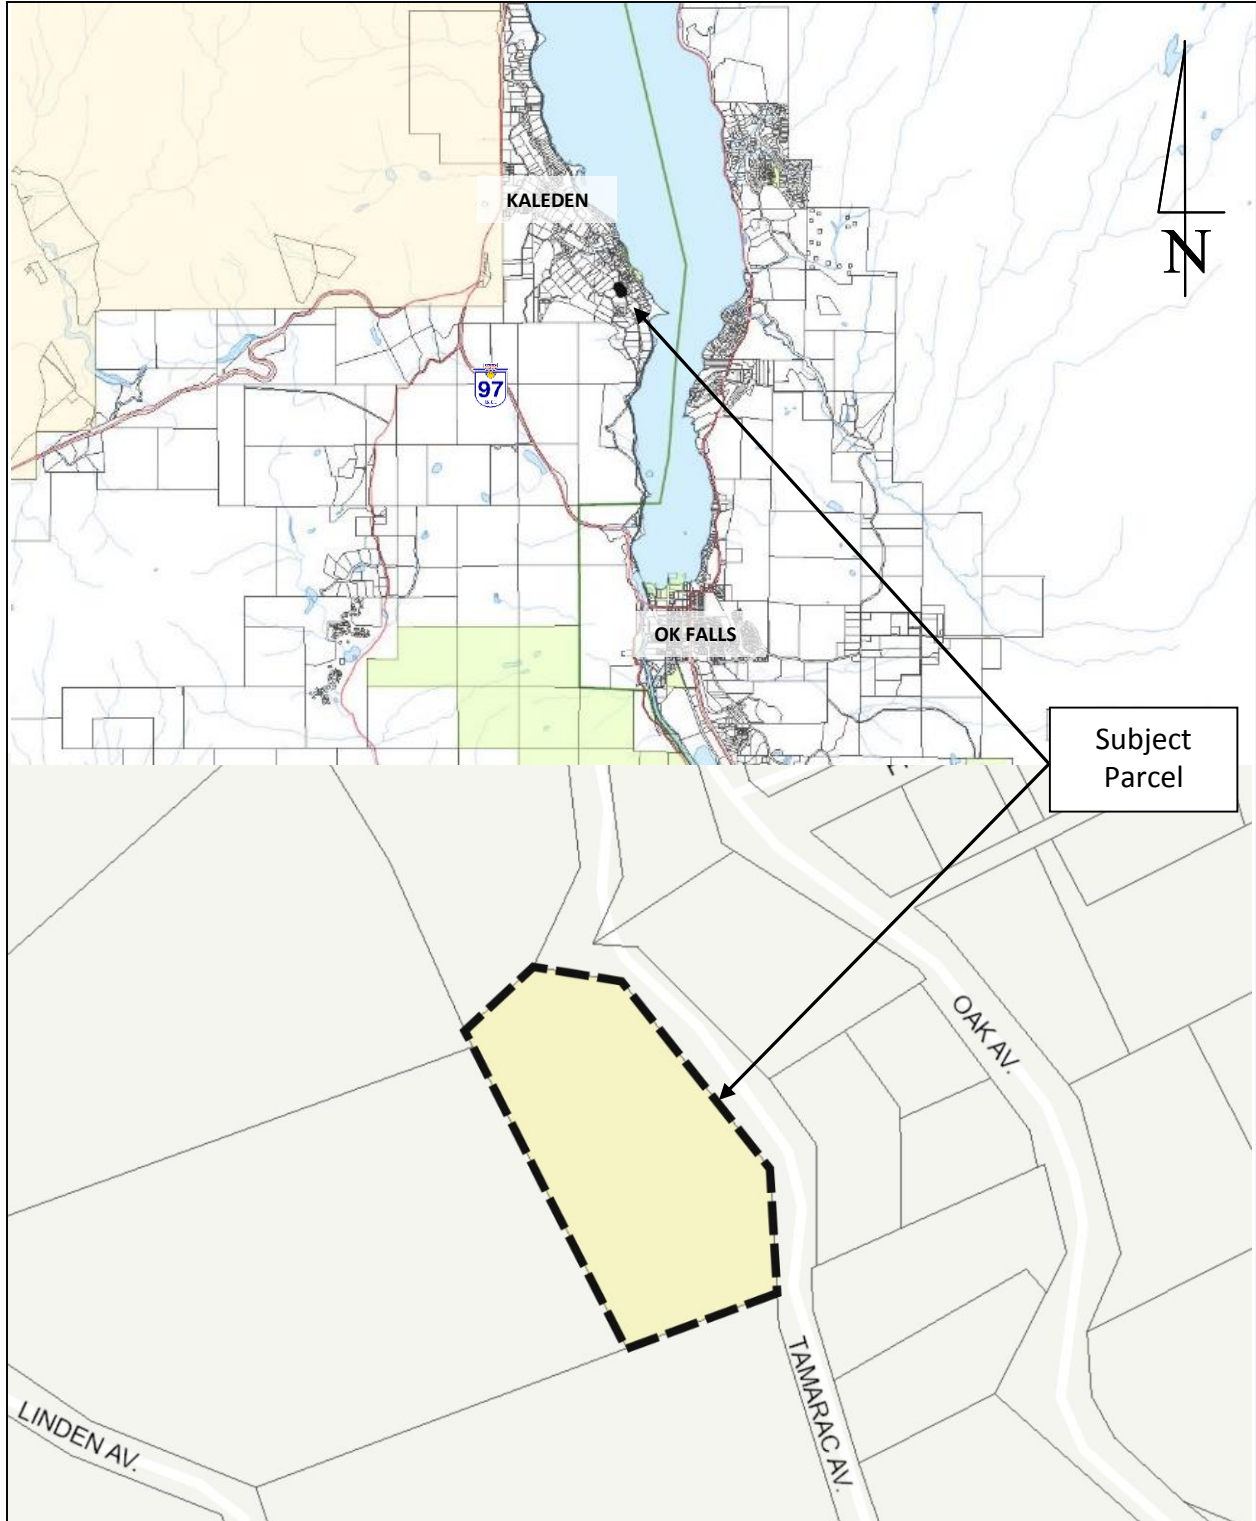 KALEDEN
N
97
OK FALLS
Subject
Parcel
OAK AV.
TAMARAC AV.
LINDEN AV.